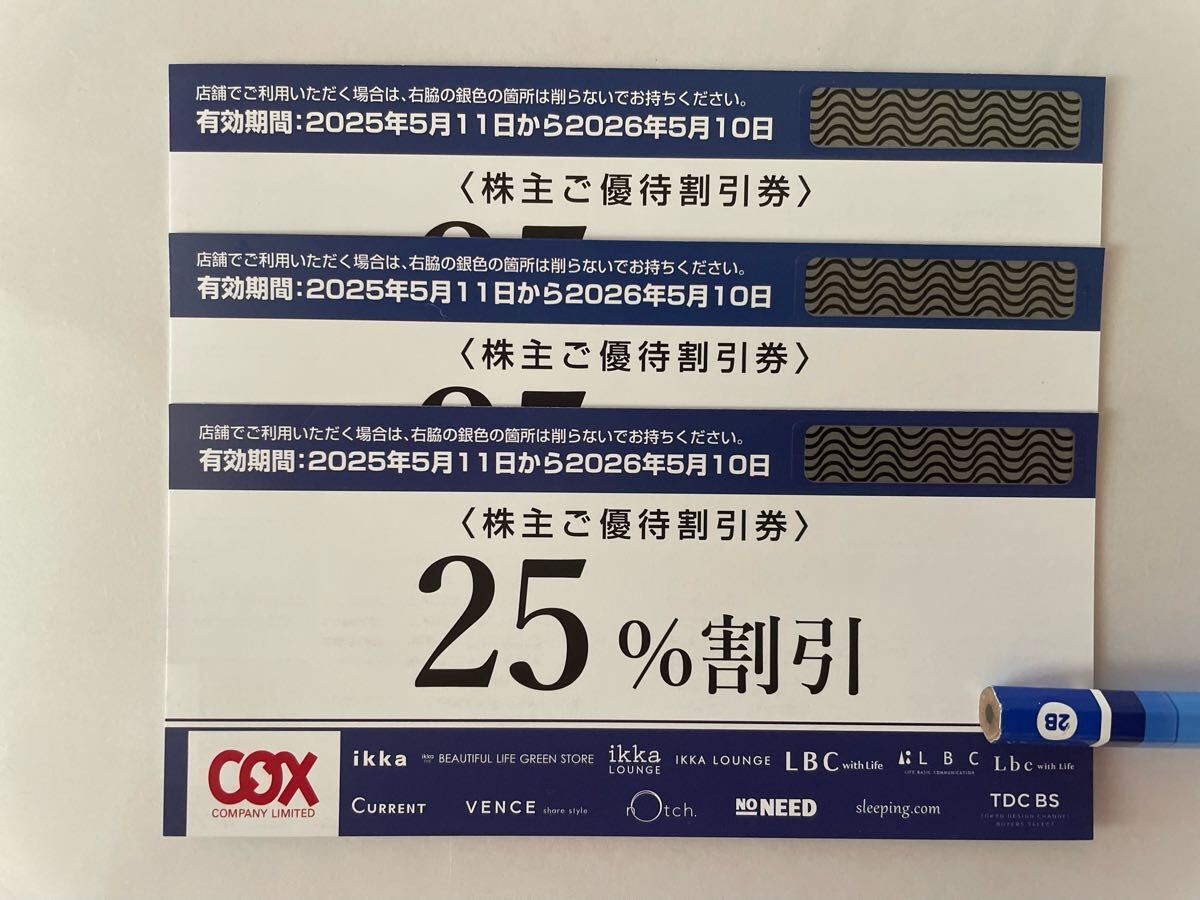 店舗でご利用いただく場合は、右脇の銀色の箇所は削らないでお持ちください。
有効期間：2025年5月11日から2026年5月10日
〈株主ご優待割引券〉
店舗でご利用いただく場合は、右脇の銀色の箇所は削らないでお持ちください。
有効期間：2025年5月11日から2026年5月10日
〈株主ご優待割引券〉
店舗でご利用いただく場合は、右脇の銀色の箇所は削らないでお持ちください。
有効期間：2025年5月11日から2026年5月10日
〈株主ご優待割引券〉
25%割引
2B
COX
COMPANY LIMITED
ikka
BEAUTIFUL LIFE GREEN STORE
ikka
LOUNGE
IKKA LOUNGE
LBC with Life
LBC
LIFE BASIC COMMUNICATION
Lbc with Life
CURRENT
VENCE share style
nOtch.
NO NEED
sleeping.com
TDC BS
TOKYO DESIGN CHANNEL
BUYERS SELECT